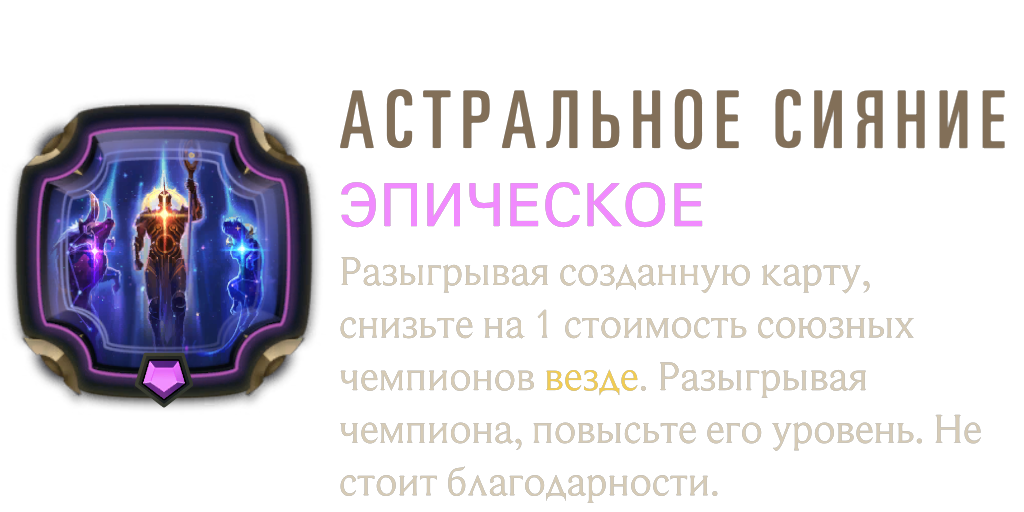 АСТРАЛЬНОЕ СИЯНИЕ
ЭПИЧЕСКОЕ
Разыгрывая созданную карту,
снизьте на 1 стоимость союзных
чемпионов везде. Разыгрывая
чемпиона, повысьте его уровень. Не
стоит благодарности.